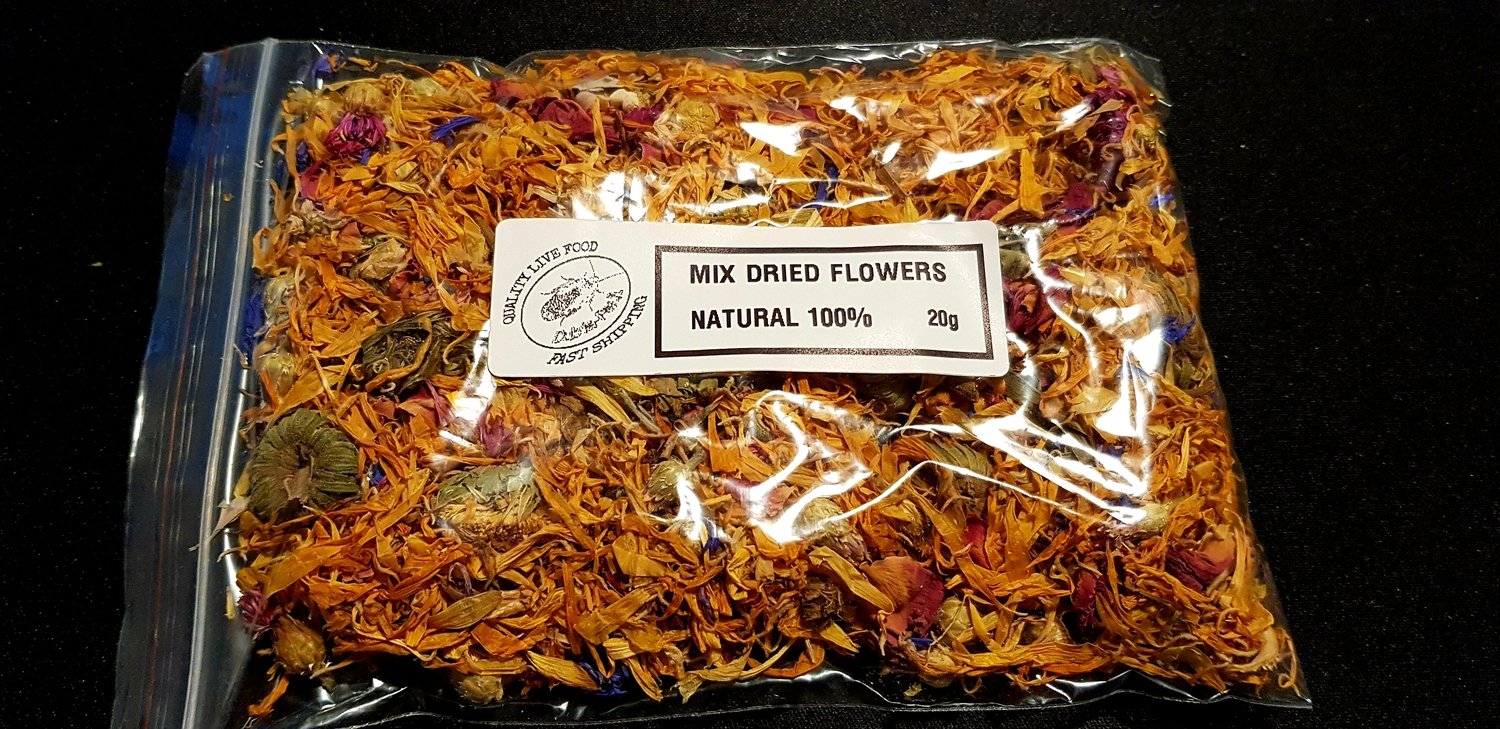 QUALITY LIVE FOOD
FAST SHIPPING
MIX DRIED FLOWERS
NATURAL 100%
20g